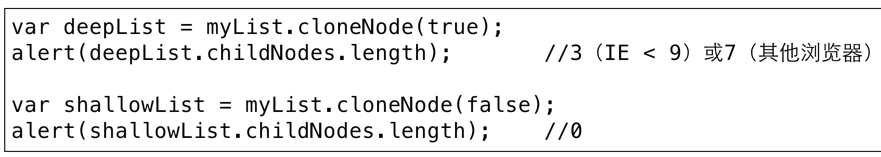 var deepList = myList.cloneNode(true);
alert(deepList.childNodes.length);       //3（IE < 9）或7（其他浏览器）
var shallowList = myList.cloneNode(false);
alert(shallowList.childNodes.length);    //0